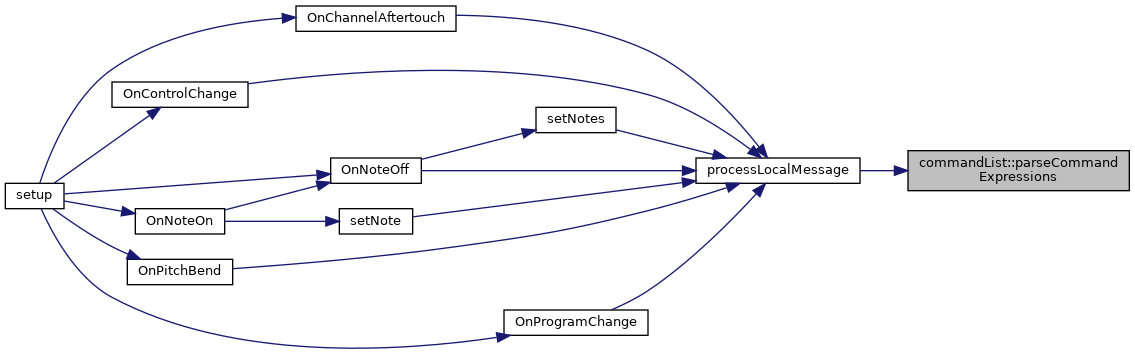 OnChannelAftertouch
OnControlChange
setNotes
commandList::parseCommand
Expressions
OnNoteOff
processLocalMessage
setup
OnNoteOn
setNote
OnPitchBend
OnProgramChange